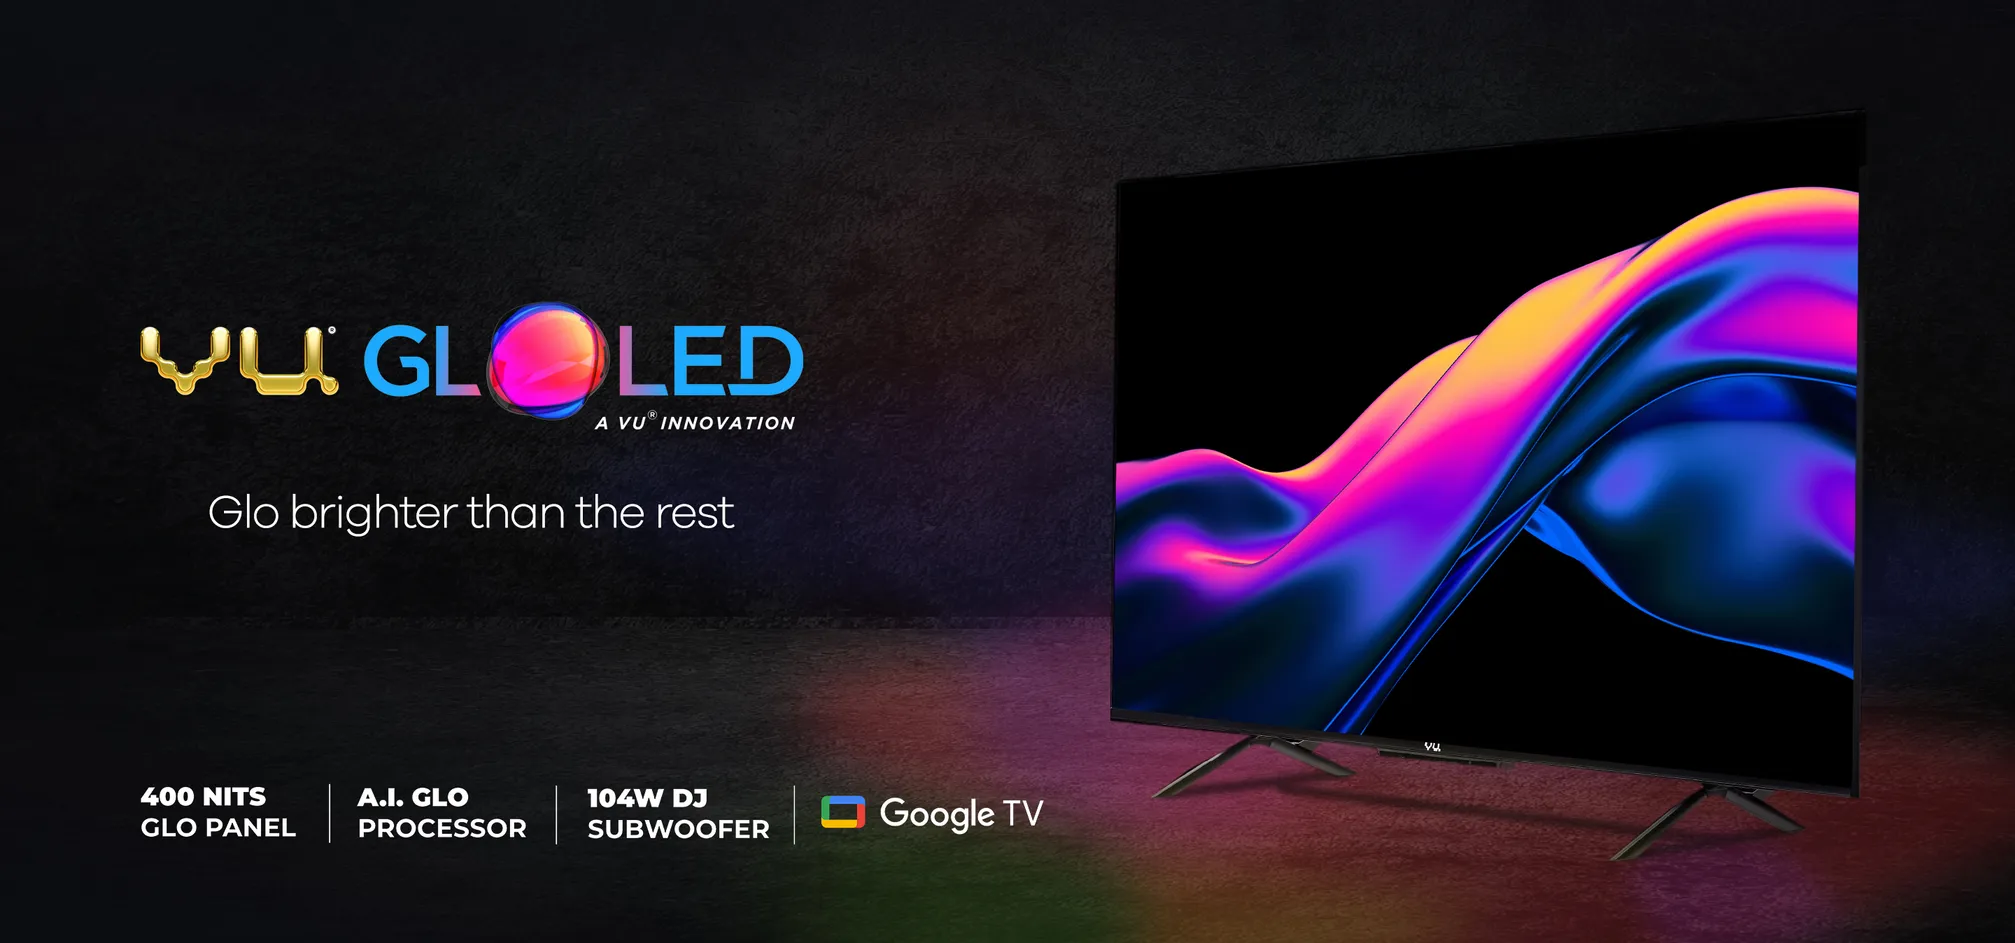 VU® GLOLED
A VU® INNOVATION
Glo brighter than the rest
400 NITS
GLO PANEL
A.I. GLO
PROCESSOR
104W DJ
SUBWOOFER
Google TV
VU